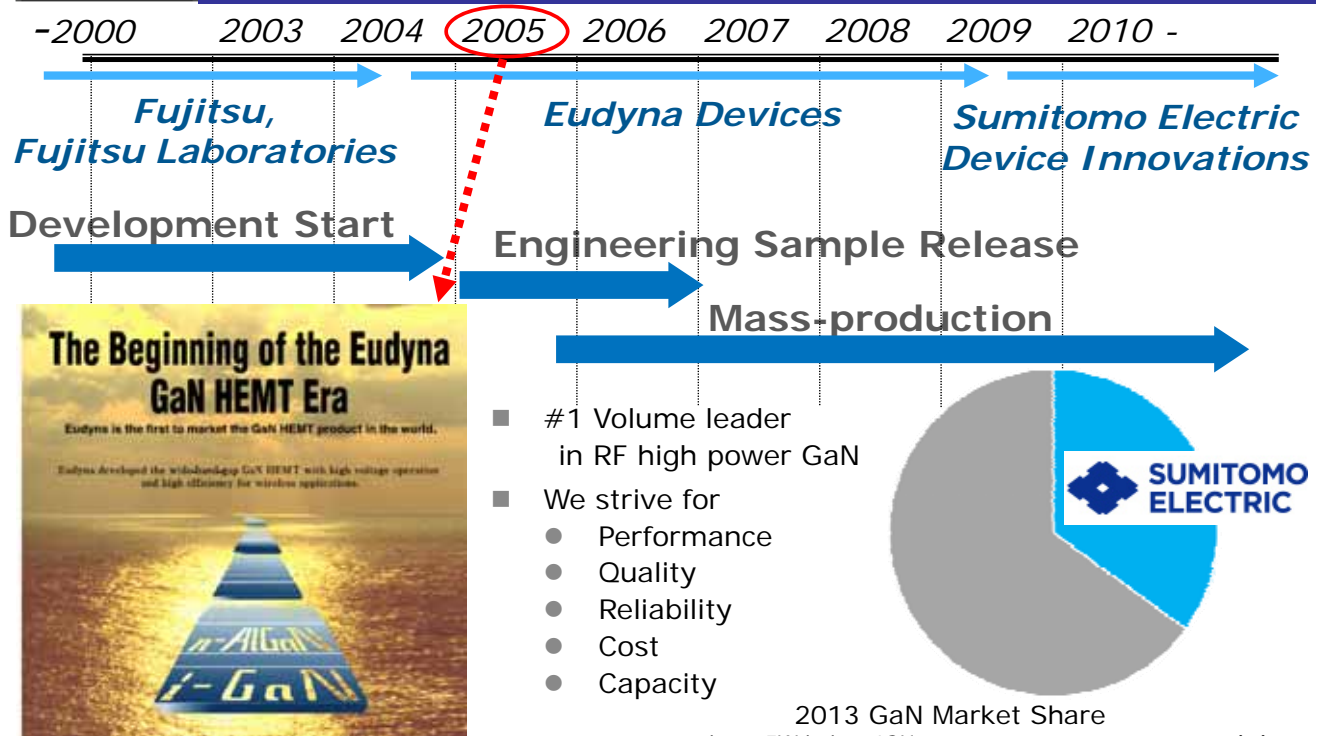 -2000 2003 2004 2005 2006 2007 2008 2009 2010 -
Fujitsu,
Fujitsu Laboratories
Eudyna Devices
Sumitomo Electric
Device Innovations
Development Start
Engineering Sample Release
Mass-production
The Beginning of the Eudyna
GaN HEMT Era
Eudyna is the first to market the GaN HEMT product in the world.
Eudyna developed the wide-bandgap GaN HEMT with high voltage operation
and high efficiency for wireless applications.
n-AlGaN
i-GaN
#1 Volume leader
in RF high power GaN
We strive for
Performance
Quality
Reliability
Cost
Capacity
SUMITOMO
ELECTRIC
2013 GaN Market Share